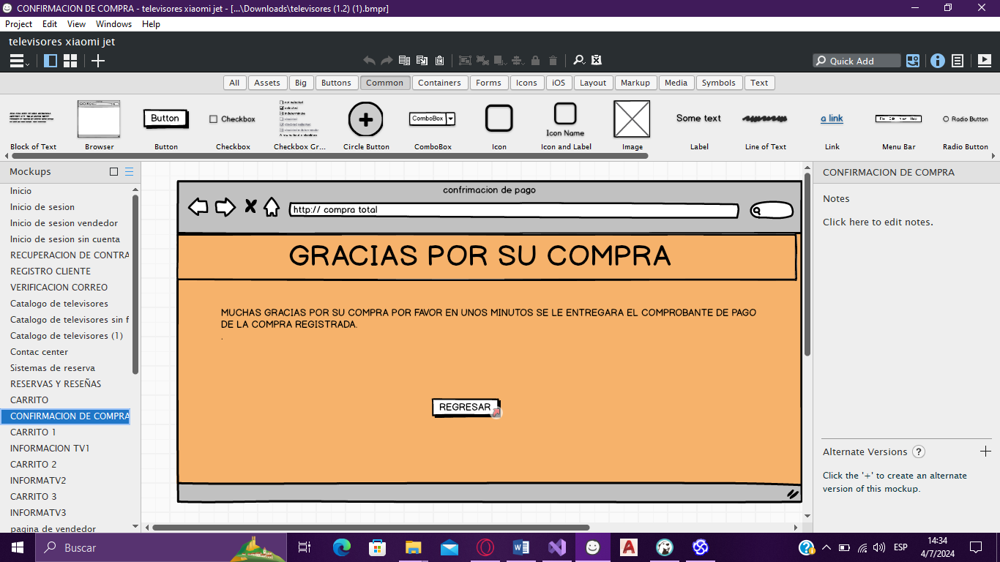 CONFIRMACION DE COMPRA - televisores xiaomi jet - [...\Downloads\televisores (1.2) (1).bmpr]
Project Edit View Windows Help
televisores xiaomi jet
Quick Add
All Assets Big Buttons Common Containers Forms Icons iOS Layout Markup Media Symbols Text
Button
Checkbox
ComboBox
Icon Name
Some text
a link
File Edit View Help
Radio Button
Block of Text Browser Button Checkbox Checkbox Gr... Circle Button ComboBox Icon Icon and Label Image Label Line of Text Link Menu Bar Radio Button
Mockups
Inicio
Inicio de sesion
Inicio de sesion vendedor
Inicio de sesion sin cuenta
RECUPERACION DE CONTRA
REGISTRO CLIENTE
VERIFICACION CORREO
Catalogo de televisores
Catalogo de televisores sin f
Catalogo de televisores (1)
Contac center
Sistemas de reserva
RESERVAS Y RESEÑAS
CARRITO
CONFIRMACION DE COMPRA
CARRITO 1
INFORMACION TV1
CARRITO 2
INFORMATV2
CARRITO 3
INFORMATV3
pagina de vendedor
confrimacion de pago
http:// compra total
GRACIAS POR SU COMPRA
MUCHAS GRACIAS POR SU COMPRA POR FAVOR EN UNOS MINUTOS SE LE ENTREGARA EL COMPROBANTE DE PAGO
DE LA COMPRA REGISTRADA.
.
REGRESAR
CONFIRMACION DE COMPRA
Notes
Click here to edit notes.
Alternate Versions ?
Click the '+' to create an alternate
version of this mockup.
Buscar
ESP
14:34
4/7/2024